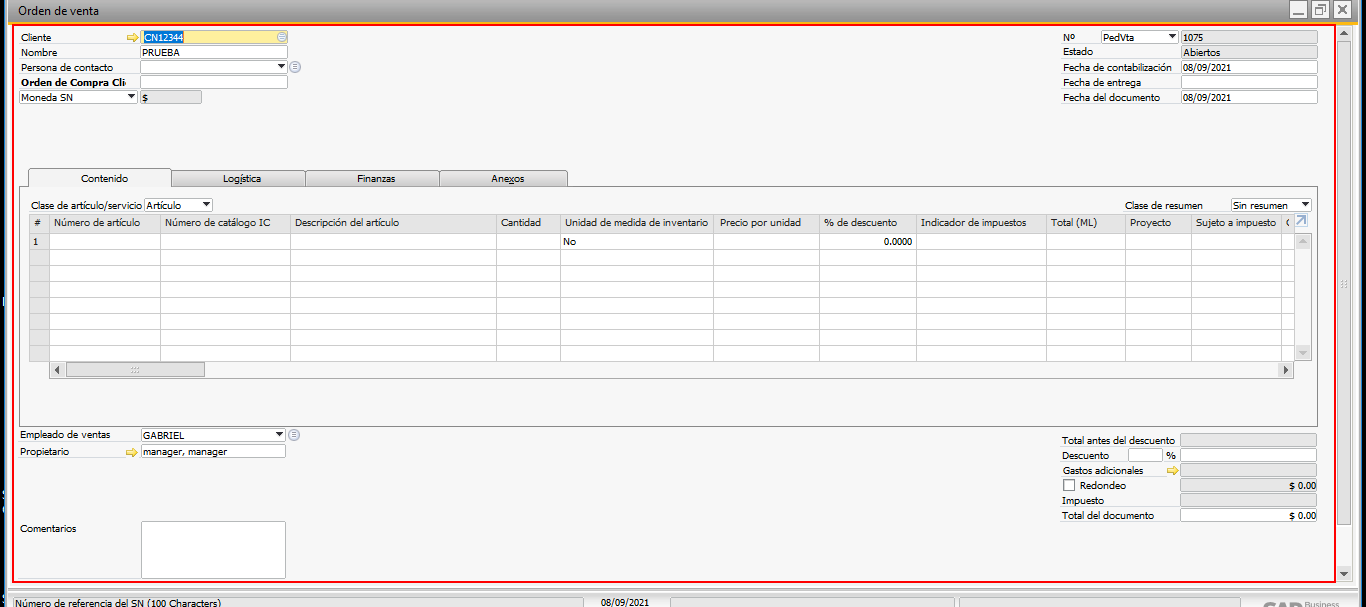 Orden de venta
Cliente CN12344
Nombre PRUEBA
Persona de contacto
Orden de Compra Cli
Moneda SN $
Nº PedVta 1075
Estado Abiertos
Fecha de contabilización 08/09/2021
Fecha de entrega
Fecha del documento 08/09/2021
Contenido Logística Finanzas Anexos
Clase de artículo/servicio Artículo Clase de resumen Sin resumen
# Número de artículo Número de catálogo IC Descripción del artículo Cantidad Unidad de medida de inventario Precio por unidad % de descuento Indicador de impuestos Total (ML) Proyecto Sujeto a impuesto
1 No 0.0000
Empleado de ventas GABRIEL
Propietario manager, manager
Comentarios
Total antes del descuento
Descuento %
Gastos adicionales
Redondeo $ 0.00
Impuesto
Total del documento $ 0.00
Número de referencia del SN (100 Characters) 08/09/2021 SAP Business